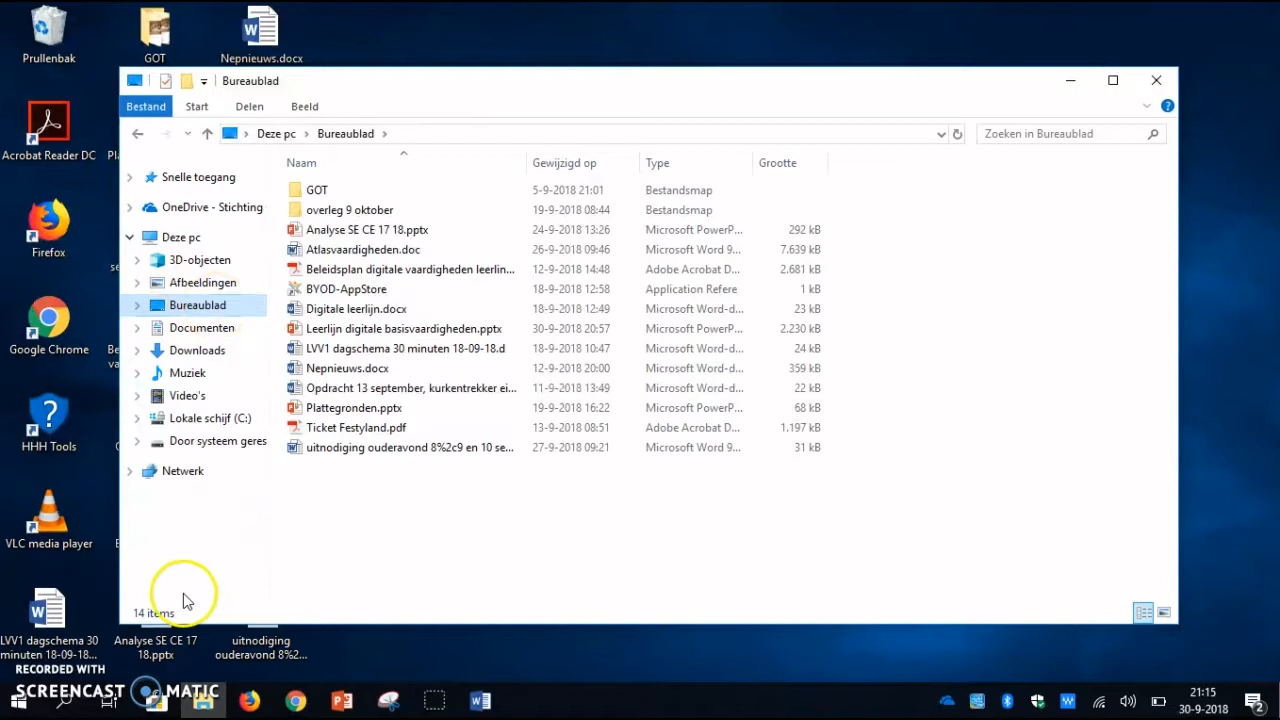 Prullenbak
GOT
Nepnieuws.docx
Bureaublad
Bestand Start Delen Beeld
Deze pc Bureaublad
Zoeken in Bureaublad
Naam Gewijzigd op Type Grootte
Acrobat Reader DC
Firefox
Google Chrome
HHH Tools
VLC media player
LVV1 dagschema 30
minuten 18-09-18...
Analyse SE CE 17
18.pptx
uitnodiging
ouderavond 8%2...
Snelle toegang
OneDrive - Stichting
Deze pc
3D-objecten
Afbeeldingen
Bureaublad
Documenten
Downloads
Muziek
Video's
Lokale schijf (C:)
Door systeem geres
Netwerk
GOT 5-9-2018 21:01 Bestandsmap
overleg 9 oktober 19-9-2018 08:44 Bestandsmap
Analyse SE CE 17 18.pptx 24-9-2018 13:26 Microsoft PowerP... 292 kB
Atlasvaardigheden.doc 26-9-2018 09:46 Microsoft Word 9... 7.639 kB
Beleidsplan digitale vaardigheden leerlin... 12-9-2018 14:48 Adobe Acrobat D... 2.681 kB
BYOD-AppStore 18-9-2018 12:58 Application Refere 1 kB
Digitale leerlijn.docx 18-9-2018 12:49 Microsoft Word-d... 23 kB
Leerlijn digitale basisvaardigheden.pptx 30-9-2018 20:57 Microsoft PowerP... 2.230 kB
LVV1 dagschema 30 minuten 18-09-18.d 18-9-2018 10:47 Microsoft Word-d... 24 kB
Nepnieuws.docx 12-9-2018 20:00 Microsoft Word-d... 359 kB
Opdracht 13 september, kurkentrekker ei... 11-9-2018 13:49 Microsoft Word-d... 22 kB
Plattegronden.pptx 19-9-2018 16:22 Microsoft PowerP... 68 kB
Ticket Festyland.pdf 13-9-2018 08:51 Adobe Acrobat D... 1.197 kB
uitnodiging ouderavond 8%2c9 en 10 se... 27-9-2018 09:21 Microsoft Word 9... 31 kB
14 items
RECORDED WITH
SCREENCAST MATIC
21:15
30-9-2018
2